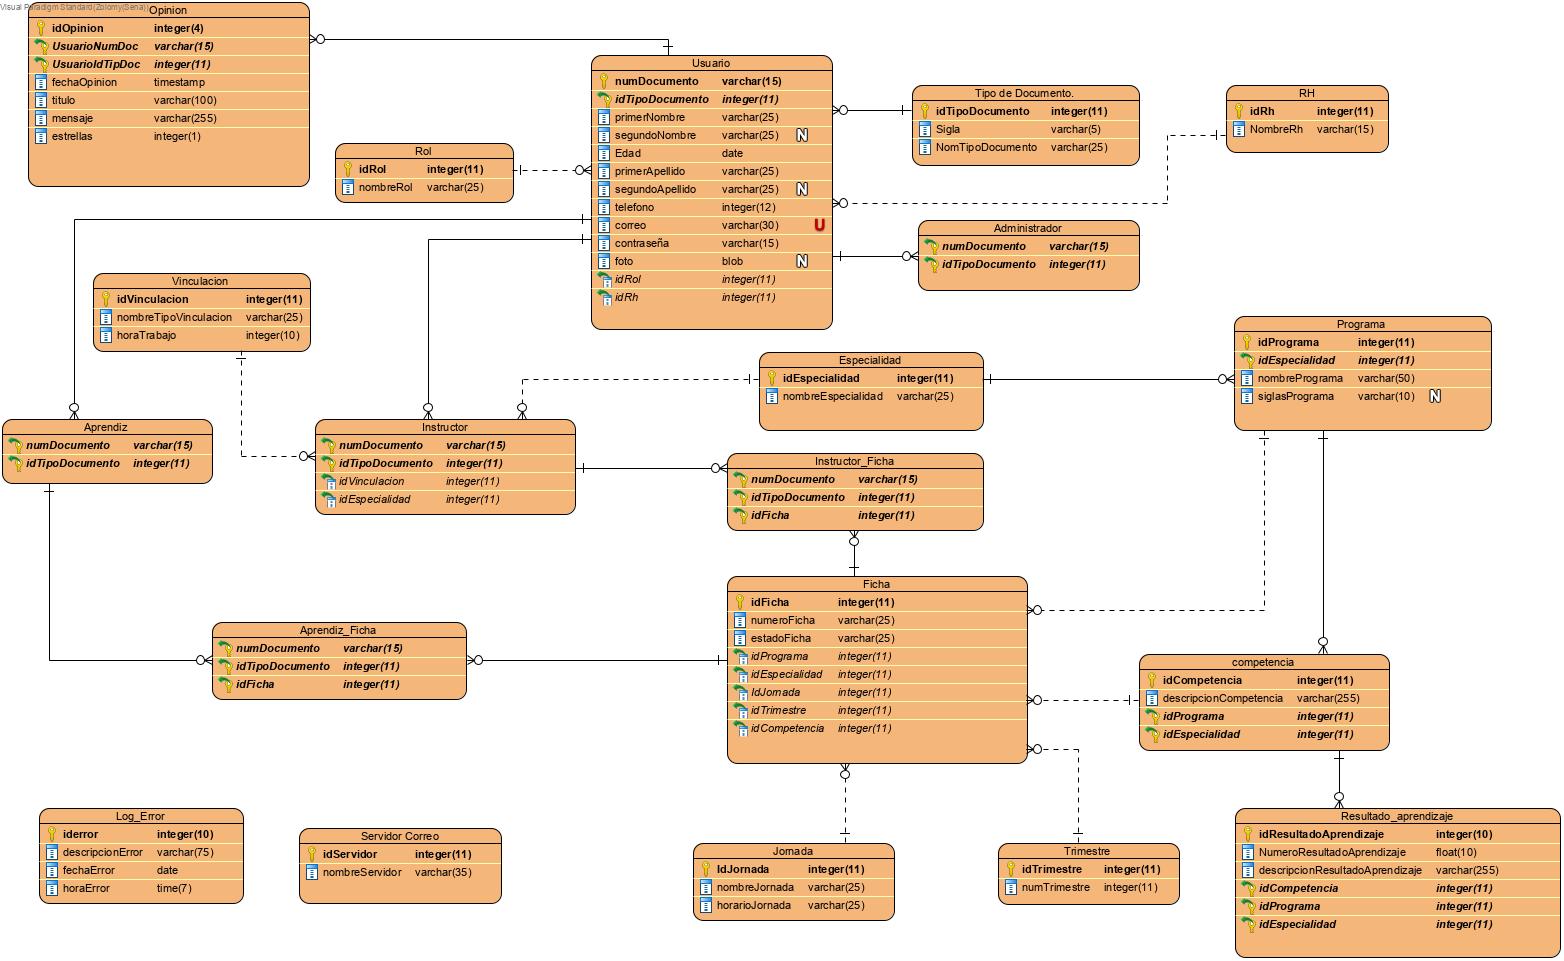 Visual Paradigm Standard(Zolomy(Sena))
Opinion
idOpinion integer(4)
UsuarioNumDoc varchar(15)
UsuarioIdTipDoc integer(11)
fechaOpinion timestamp
titulo varchar(100)
mensaje varchar(255)
estrellas integer(1)
Usuario
numDocumento varchar(15)
idTipoDocumento integer(11)
primerNombre varchar(25)
segundoNombre varchar(25) N
Edad date
primerApellido varchar(25)
segundoApellido varchar(25) N
telefono integer(12)
correo varchar(30) U
contraseña varchar(15)
foto blob N
idRol integer(11)
idRh integer(11)
Tipo de Documento.
idTipoDocumento integer(11)
Sigla varchar(5)
NomTipoDocumento varchar(25)
RH
idRh integer(11)
NombreRh varchar(15)
Rol
idRol integer(11)
nombreRol varchar(25)
Administrador
numDocumento varchar(15)
idTipoDocumento integer(11)
Vinculacion
idVinculacion integer(11)
nombreTipoVinculacion varchar(25)
horaTrabajo integer(10)
Programa
idPrograma integer(11)
idEspecialidad integer(11)
nombrePrograma varchar(50)
siglasPrograma varchar(10) N
Especialidad
idEspecialidad integer(11)
nombreEspecialidad varchar(25)
Aprendiz
numDocumento varchar(15)
idTipoDocumento integer(11)
Instructor
numDocumento varchar(15)
idTipoDocumento integer(11)
idVinculacion integer(11)
idEspecialidad integer(11)
Instructor_Ficha
numDocumento varchar(15)
idTipoDocumento integer(11)
idFicha integer(11)
Ficha
idFicha integer(11)
numeroFicha varchar(25)
estadoFicha varchar(25)
idPrograma integer(11)
idEspecialidad integer(11)
IdJornada integer(11)
idTrimestre integer(11)
idCompetencia integer(11)
Aprendiz_Ficha
numDocumento varchar(15)
idTipoDocumento integer(11)
idFicha integer(11)
competencia
idCompetencia integer(11)
descripcionCompetencia varchar(255)
idPrograma integer(11)
idEspecialidad integer(11)
Log_Error
iderror integer(10)
descripcionError varchar(75)
fechaError date
horaError time(7)
Servidor Correo
idServidor integer(11)
nombreServidor varchar(35)
Jornada
IdJornada integer(11)
nombreJornada varchar(25)
horarioJornada varchar(25)
Trimestre
idTrimestre integer(11)
numTrimestre integer(11)
Resultado_aprendizaje
idResultadoAprendizaje integer(10)
NumeroResultadoAprendizaje float(10)
descripcionResultadoAprendizaje varchar(255)
idCompetencia integer(11)
idPrograma integer(11)
idEspecialidad integer(11)